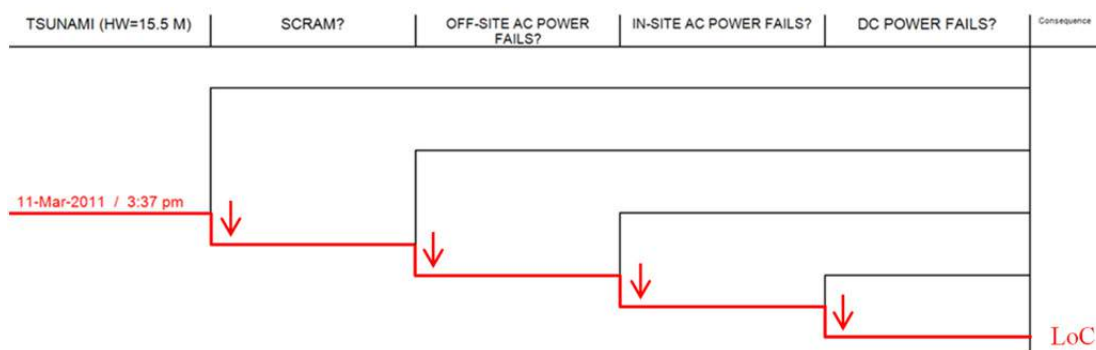 TSUNAMI (HW=15.5 M)
SCRAM?
OFF-SITE AC POWER
FAILS?
IN-SITE AC POWER FAILS?
DC POWER FAILS?
Consequence
11-Mar-2011 / 3:37 pm
LoC